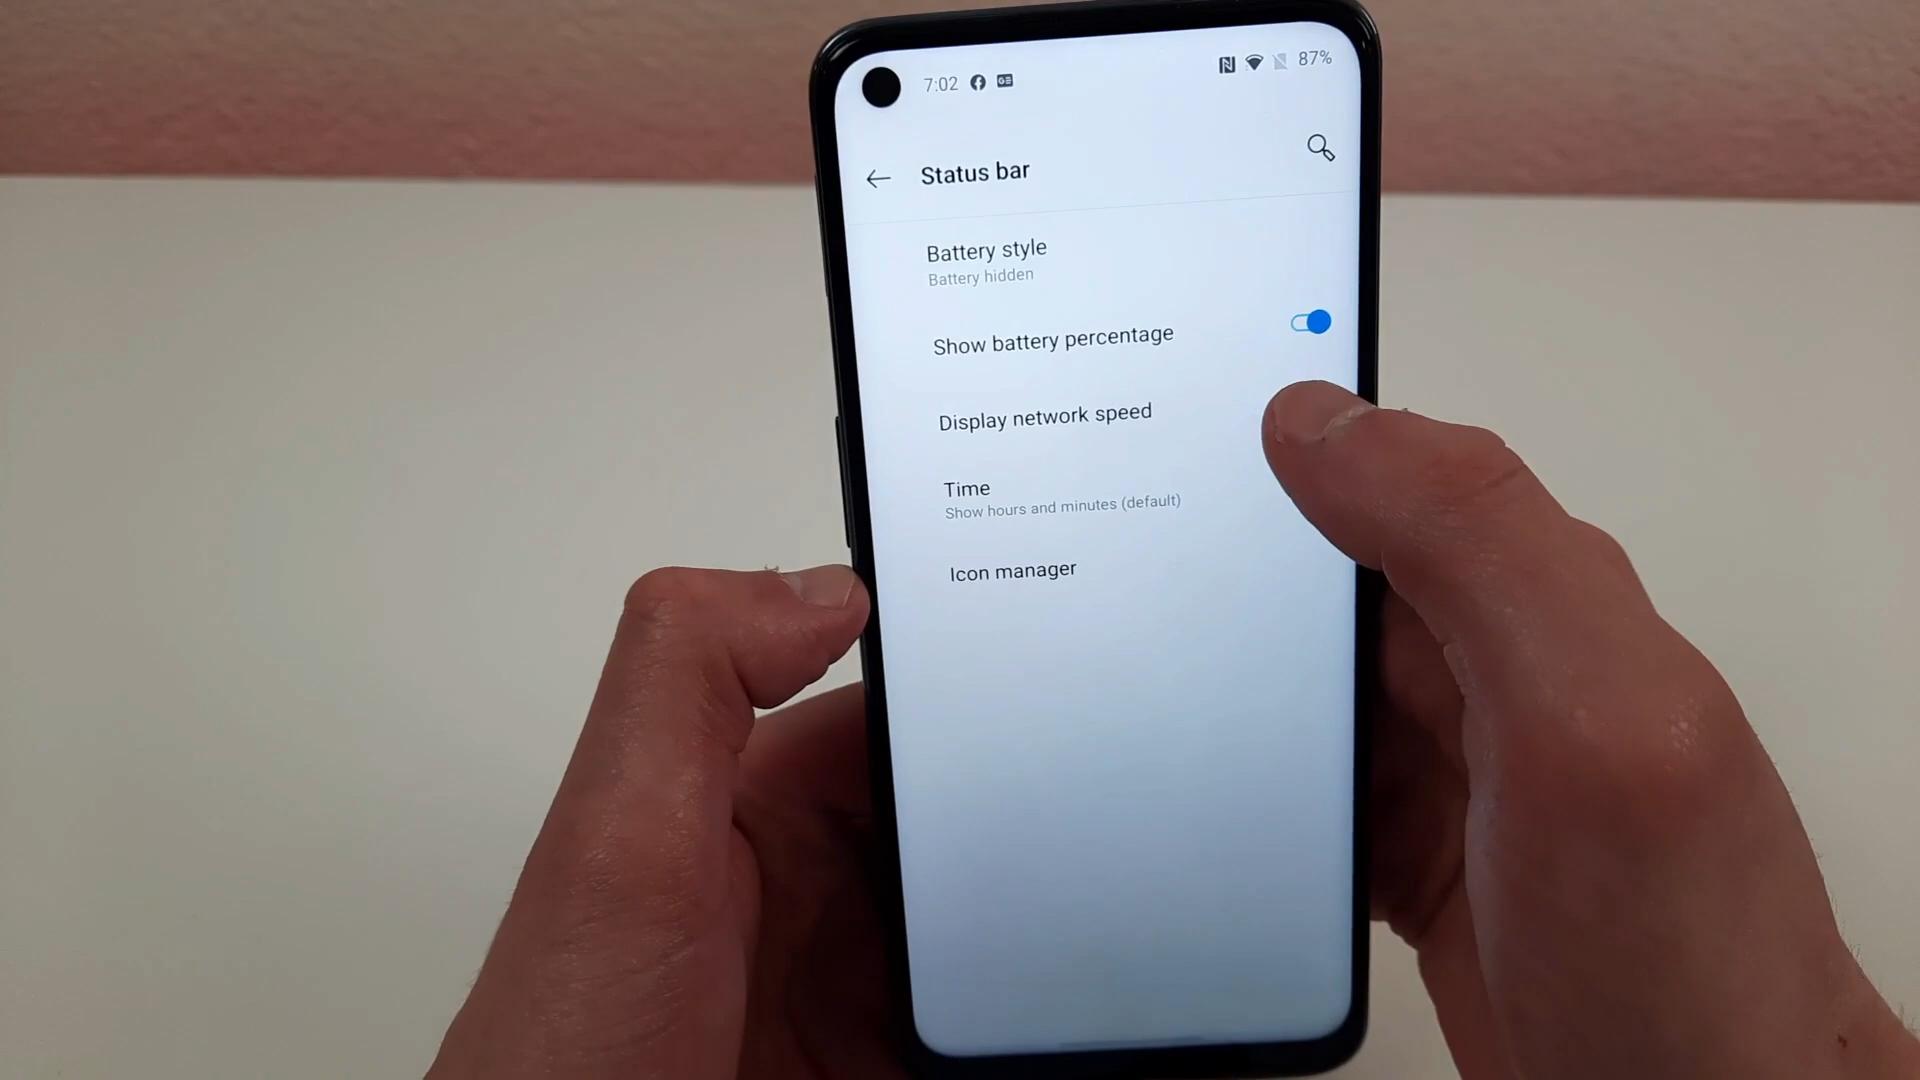 7:02 87%
Status bar
Battery style
Battery hidden
Show battery percentage
Display network speed
Time
Show hours and minutes (default)
Icon manager